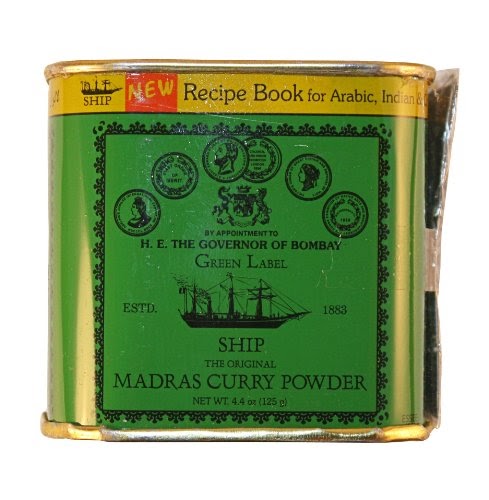 SHIP NEW Recipe Book for Arabic, Indian &
BY APPOINTMENT TO
H. E. THE GOVERNOR OF BOMBAY
GREEN LABEL
ESTD. 1883
SHIP
THE ORIGINAL
MADRAS CURRY POWDER
NET WT. 4.4 oz (125 g)